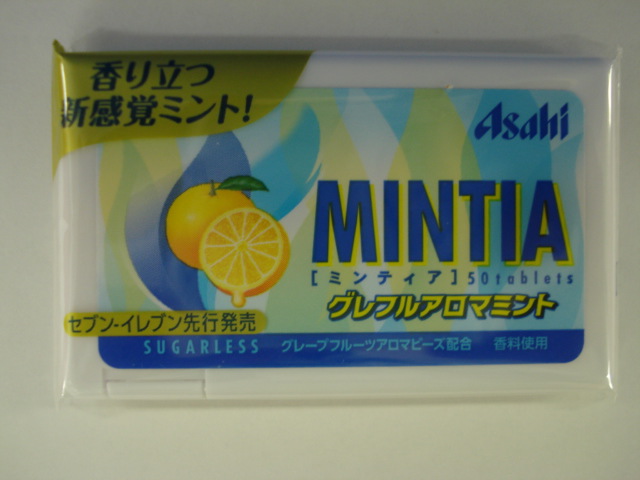 香り立つ
新感覚ミント!
Asahi
MINTIA
[ミンティア]50tablets
グレフルアロマミント
セブン-イレブン先行発売
SUGARLESS グレープフルーツアロマビーズ配合 香料使用